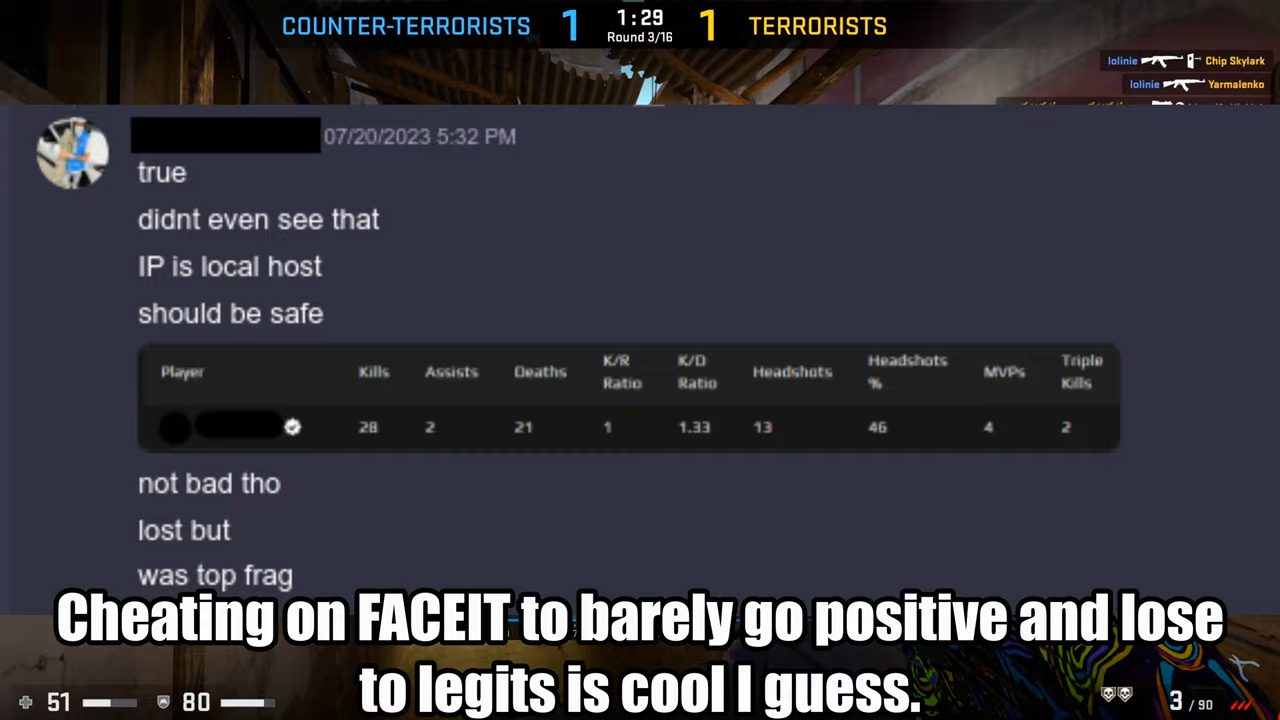 COUNTER-TERRORISTS 1 1:29 1 TERRORISTS
Round 3/16
lolinie Chip Skylark
lolinie Yarmalenko
07/20/2023 5:32 PM
true
didnt even see that
IP is local host
should be safe
Player Kills Assists Deaths K/R Ratio K/D Ratio Headshots Headshots % MVPs Triple Kills
28 2 21 1 1.33 13 46 4 2
not bad tho
lost but
was top frag
Cheating on FACEIT to barely go positive and lose
to legits is cool I guess.
51 80 3 / 90